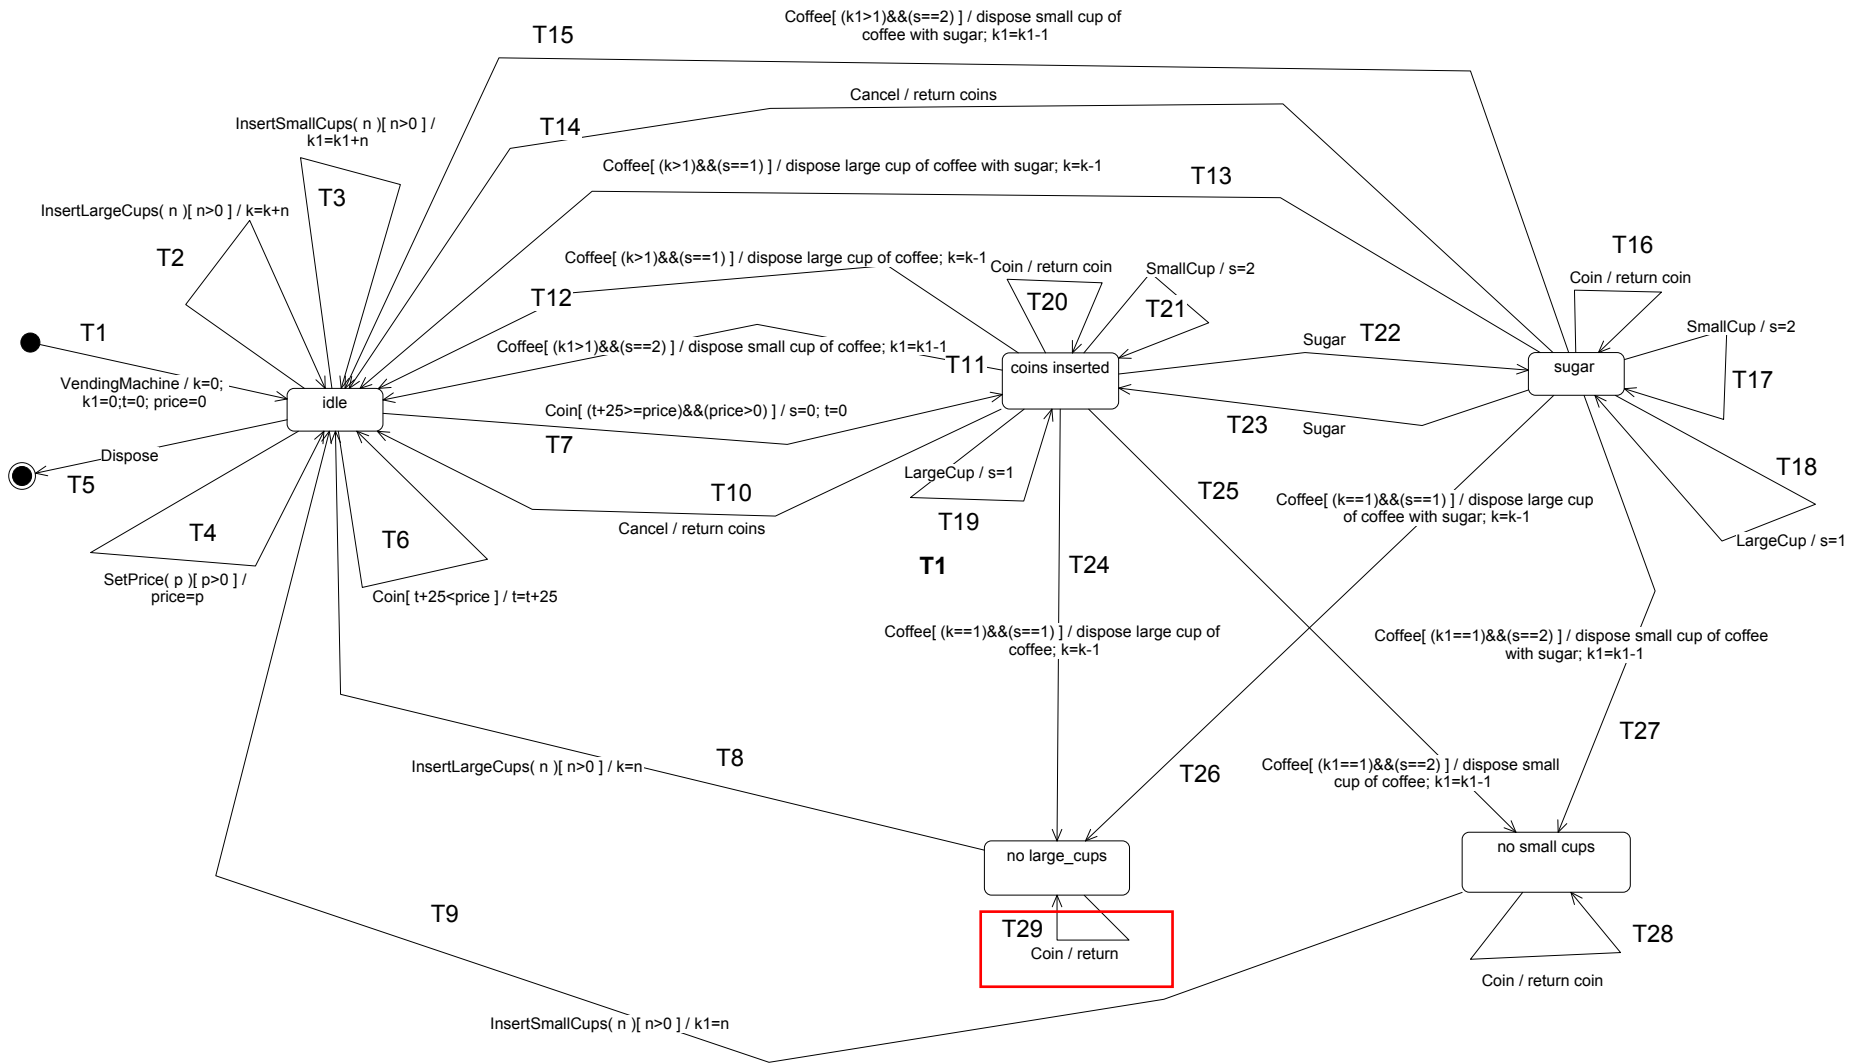 Coffee[ (k1>1)&&(s==2) ] / dispose small cup of
coffee with sugar; k1=k1-1
T15
Cancel / return coins
T14
InsertSmallCups( n )[ n>0 ] /
k1=k1+n
T3
Coffee[ (k>1)&&(s==1) ] / dispose large cup of coffee with sugar; k=k-1
T13
InsertLargeCups( n )[ n>0 ] / k=k+n
T2
Coffee[ (k>1)&&(s==1) ] / dispose large cup of coffee; k=k-1
T12
Coin / return coin
T20
SmallCup / s=2
T21
T16
Coin / return coin
T1
Coffee[ (k1>1)&&(s==2) ] / dispose small cup of coffee; k1=k1-1
T11
Sugar
T22
SmallCup / s=2
T17
coins inserted
sugar
VendingMachine / k=0;
k1=0;t=0; price=0
idle
Coin[ (t+25>=price)&&(price>0) ] / s=0; t=0
T7
T23
Sugar
Dispose
T5
LargeCup / s=1
T19
T10
Cancel / return coins
T25
Coffee[ (k==1)&&(s==1) ] / dispose large cup
of coffee with sugar; k=k-1
T18
LargeCup / s=1
T4
SetPrice( p )[ p>0 ] /
price=p
T6
Coin[ t+25<price ] / t=t+25
T1
T24
Coffee[ (k==1)&&(s==1) ] / dispose large cup of
coffee; k=k-1
Coffee[ (k1==1)&&(s==2) ] / dispose small cup of coffee
with sugar; k1=k1-1
T27
T8
InsertLargeCups( n )[ n>0 ] / k=n
T26
Coffee[ (k1==1)&&(s==2) ] / dispose small
cup of coffee; k1=k1-1
no large_cups
no small cups
T9
T29
Coin / return
T28
Coin / return coin
InsertSmallCups( n )[ n>0 ] / k1=n